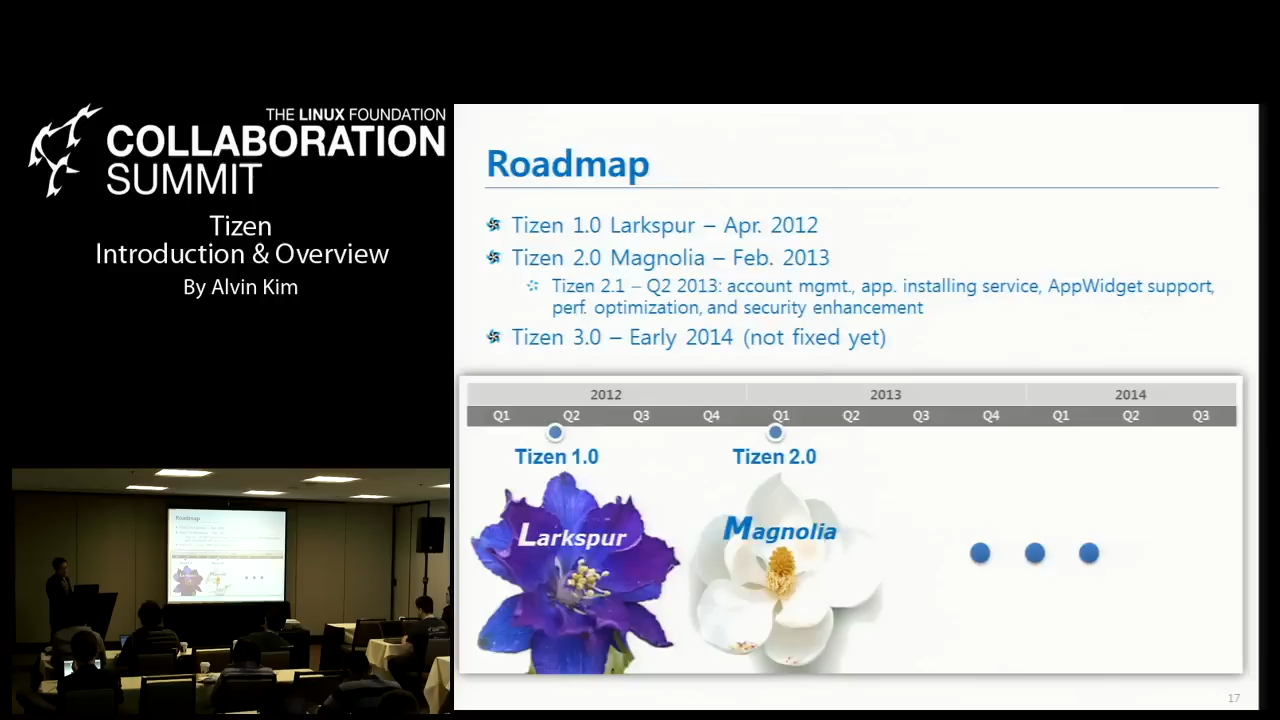 THE LINUX FOUNDATION
COLLABORATION
SUMMIT
Tizen
Introduction & Overview
By Alvin Kim
Roadmap
Tizen 1.0 Larkspur – Apr. 2012
Tizen 2.0 Magnolia – Feb. 2013
Tizen 2.1 – Q2 2013: account mgmt., app. installing service, AppWidget support,
perf. optimization, and security enhancement
Tizen 3.0 – Early 2014 (not fixed yet)
2012 2013 2014
Q1 Q2 Q3 Q4 Q1 Q2 Q3 Q4 Q1 Q2 Q3
Tizen 1.0 Tizen 2.0
Larkspur Magnolia
17
Roadmap